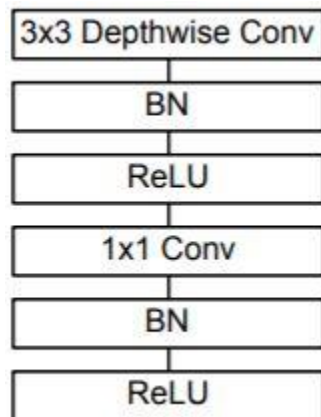 3x3 Depthwise Conv
BN
ReLU
1x1 Conv
BN
ReLU